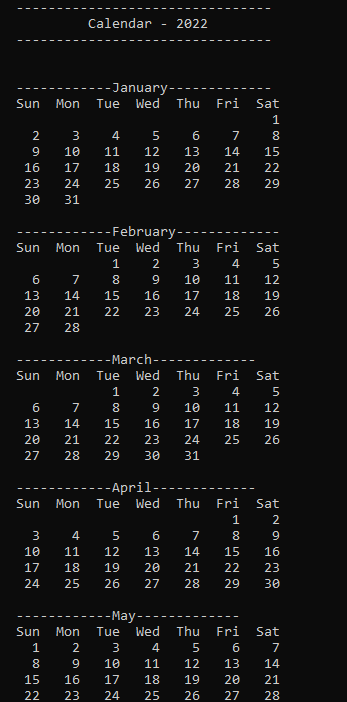 --------------------------------
Calendar - 2022
--------------------------------
------------January-------------
Sun  Mon  Tue  Wed  Thu  Fri  Sat
                                1
  2    3    4    5    6    7    8
  9   10   11   12   13   14   15
 16   17   18   19   20   21   22
 23   24   25   26   27   28   29
 30   31
------------February-------------
Sun  Mon  Tue  Wed  Thu  Fri  Sat
            1    2    3    4    5
  6    7    8    9   10   11   12
 13   14   15   16   17   18   19
 20   21   22   23   24   25   26
 27   28
------------March-------------
Sun  Mon  Tue  Wed  Thu  Fri  Sat
            1    2    3    4    5
  6    7    8    9   10   11   12
 13   14   15   16   17   18   19
 20   21   22   23   24   25   26
 27   28   29   30   31
------------April-------------
Sun  Mon  Tue  Wed  Thu  Fri  Sat
                           1    2
  3    4    5    6    7    8    9
 10   11   12   13   14   15   16
 17   18   19   20   21   22   23
 24   25   26   27   28   29   30
------------May-------------
Sun  Mon  Tue  Wed  Thu  Fri  Sat
  1    2    3    4    5    6    7
  8    9   10   11   12   13   14
 15   16   17   18   19   20   21
 22   23   24   25   26   27   28